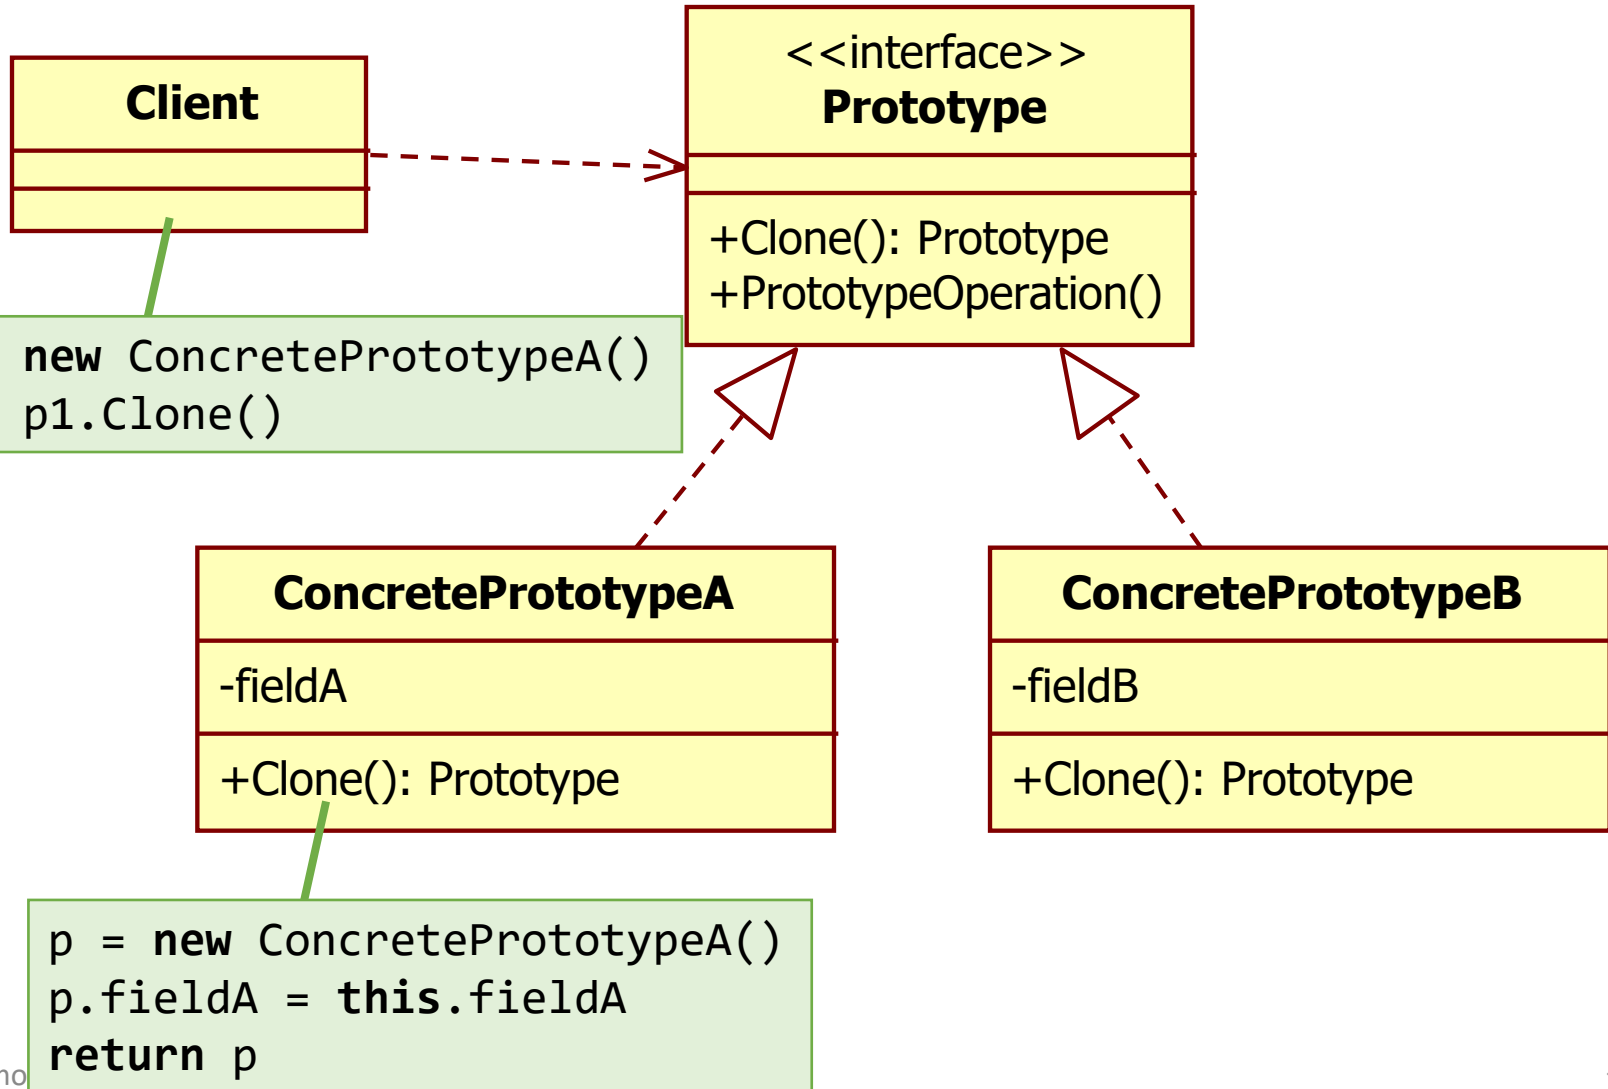 Client
<<interface>>
Prototype
+Clone(): Prototype
+PrototypeOperation()
new ConcretePrototypeA()
p1.Clone()
ConcretePrototypeA
-fieldA
+Clone(): Prototype
ConcretePrototypeB
-fieldB
+Clone(): Prototype
p = new ConcretePrototypeA()
p.fieldA = this.fieldA
return p